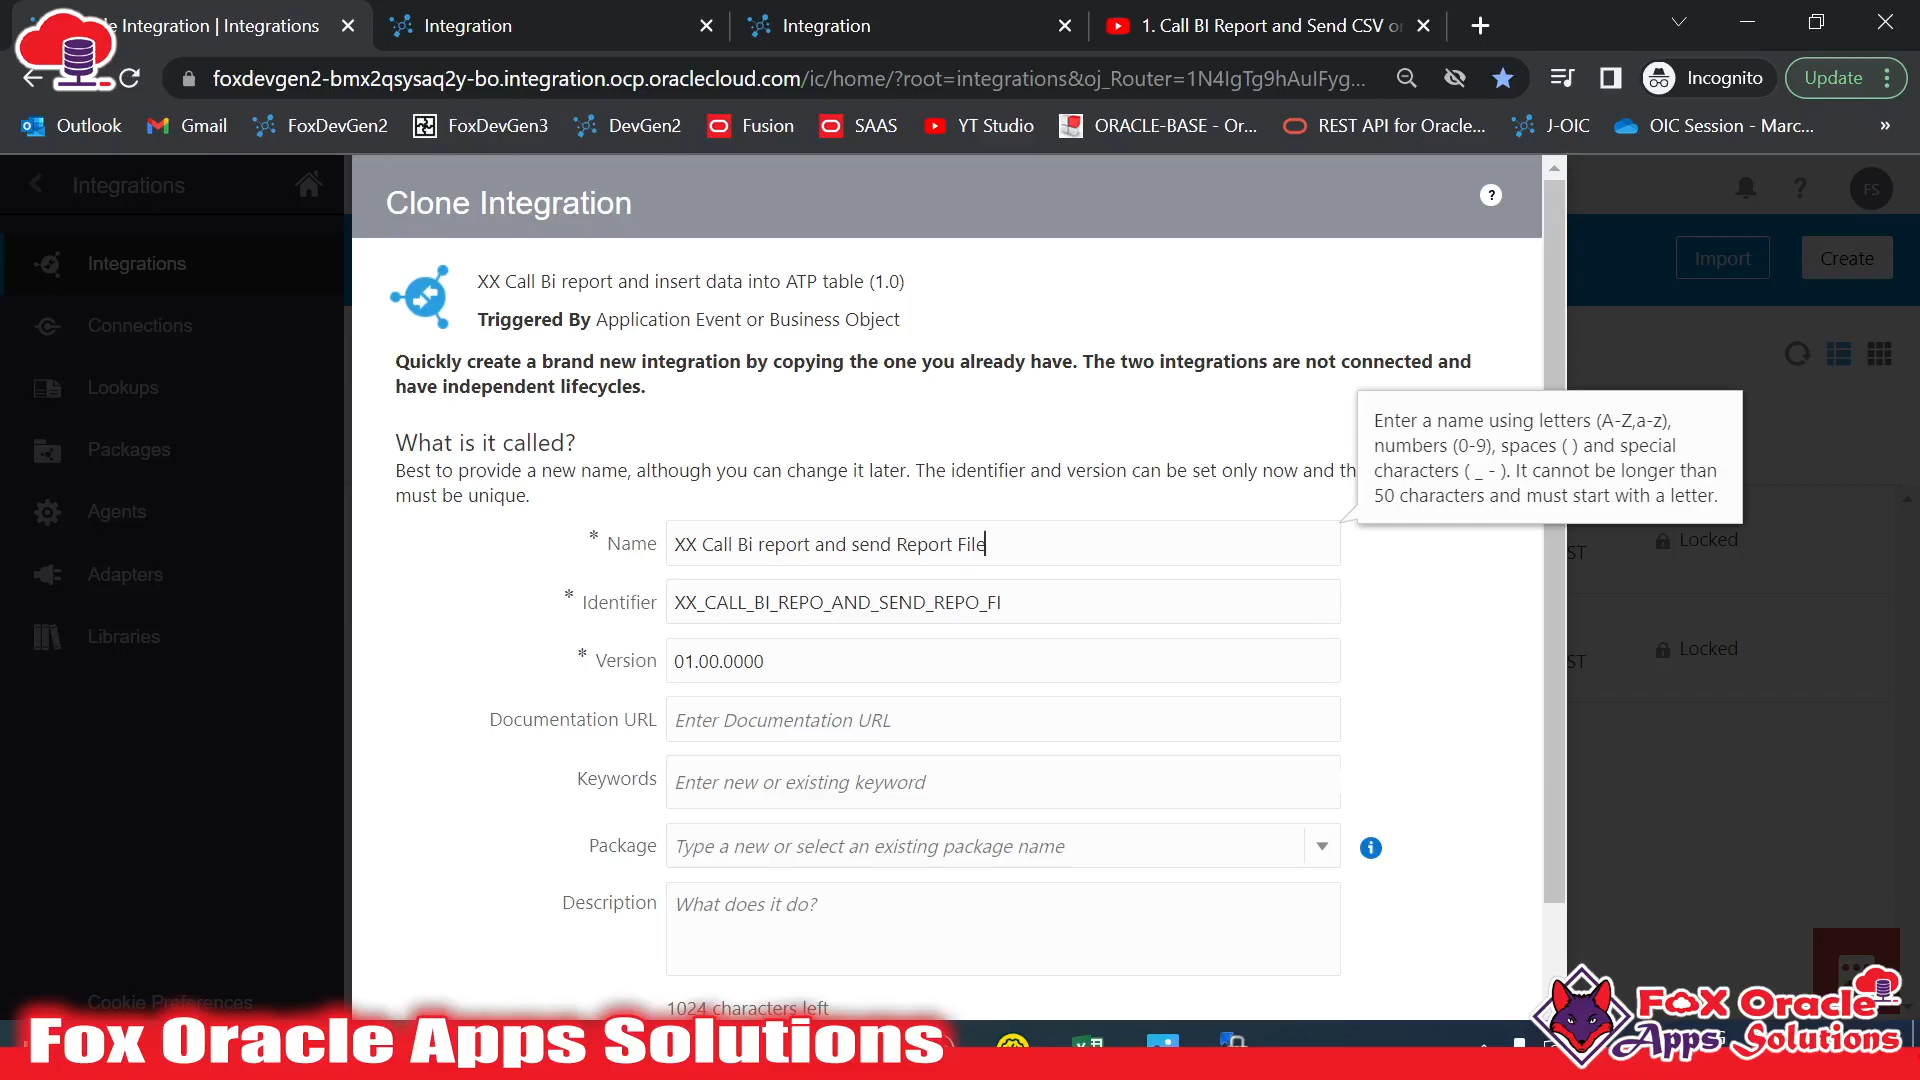 e Integration | Integrations
Integration
Integration
1. Call BI Report and Send CSV or
foxdevgen2-bmx2qsysaq2y-bo.integration.ocp.oraclecloud.com/ic/home/?root=integrations&oj_Router=1N4IgTg9hAuIFyg...
Incognito
Update
Outlook
Gmail
FoxDevGen2
FoxDevGen3
DevGen2
Fusion
SAAS
YT Studio
ORACLE-BASE - Or...
REST API for Oracle...
J-OIC
OIC Session - Marc...
»
Integrations
Clone Integration
?
?
FS
Integrations
Connections
Lookups
Packages
Agents
Adapters
Libraries
Cookie Preferences
Import
Create
XX Call Bi report and insert data into ATP table (1.0)
Triggered By Application Event or Business Object
Quickly create a brand new integration by copying the one you already have. The two integrations are not connected and
have independent lifecycles.
What is it called?
Best to provide a new name, although you can change it later. The identifier and version can be set only now and th
must be unique.
Enter a name using letters (A-Z,a-z),
numbers (0-9), spaces ( ) and special
characters ( _ - ). It cannot be longer than
50 characters and must start with a letter.
* Name
XX Call Bi report and send Report File
* Identifier
XX_CALL_BI_REPO_AND_SEND_REPO_FI
* Version
01.00.0000
Documentation URL
Enter Documentation URL
Keywords
Enter new or existing keyword
Package
Type a new or select an existing package name
i
Description
What does it do?
1024 characters left
ST
Locked
ST
Locked
Fox Oracle Apps Solutions
Fox Oracle
Apps Solutions